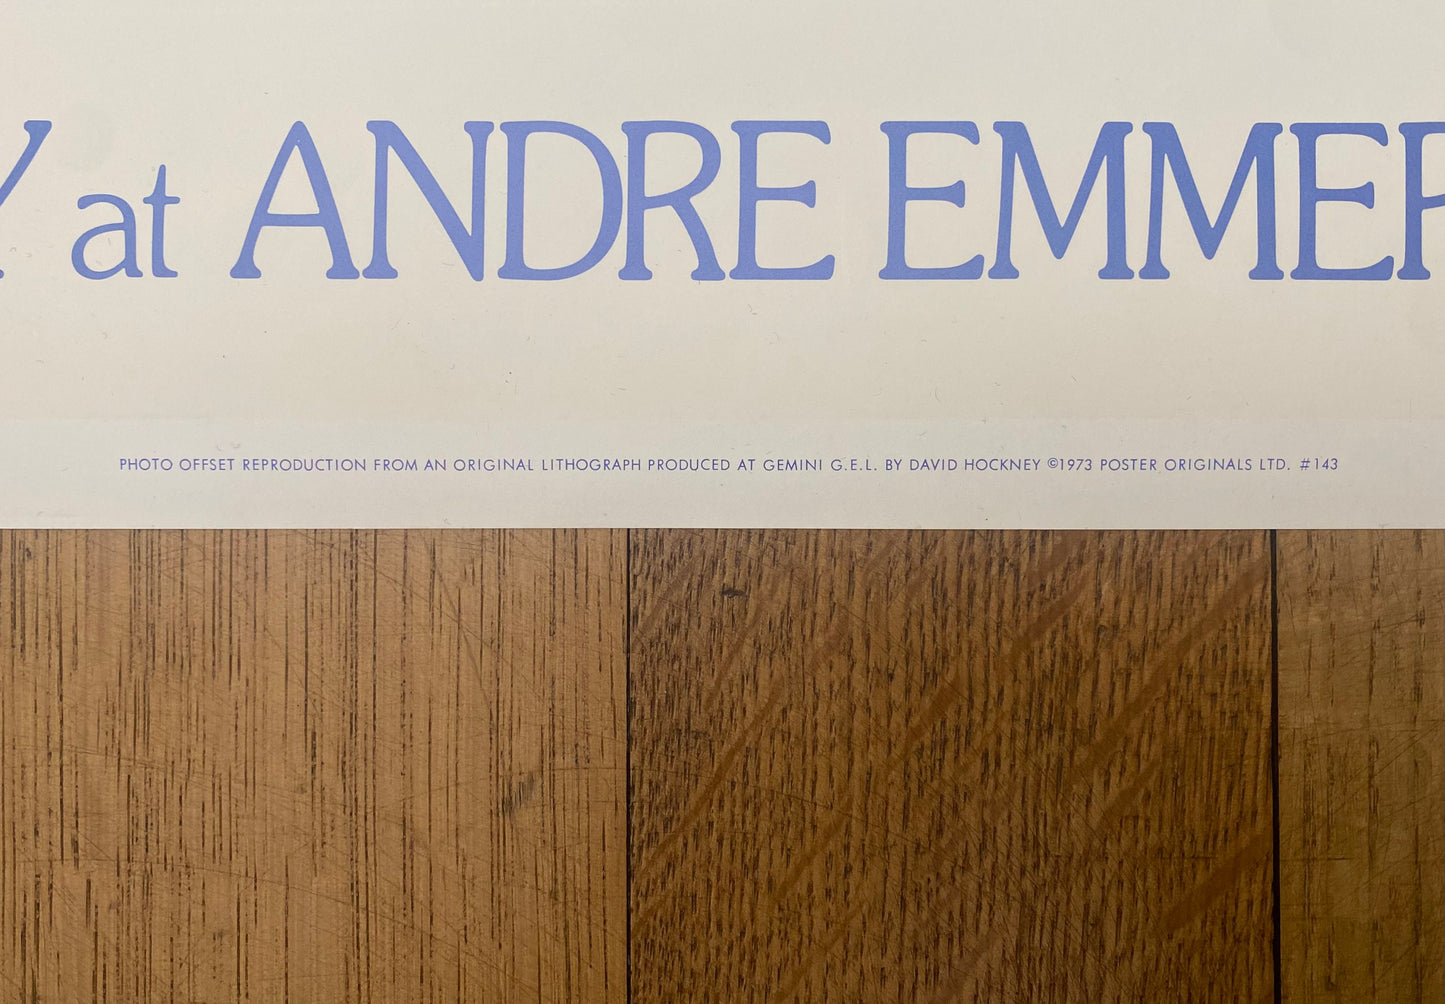 Y at ANDRE EMMER
PHOTO OFFSET REPRODUCTION FROM AN ORIGINAL LITHOGRAPH PRODUCED AT GEMINI G.E.L. BY DAVID HOCKNEY ©1973 POSTER ORIGINALS LTD. #143